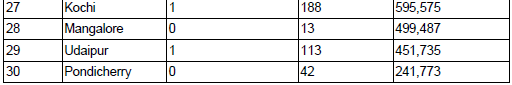 27 Kochi 1 188 595,575
28 Mangalore 0 13 499,487
29 Udaipur 1 113 451,735
30 Pondicherry 0 42 241,773